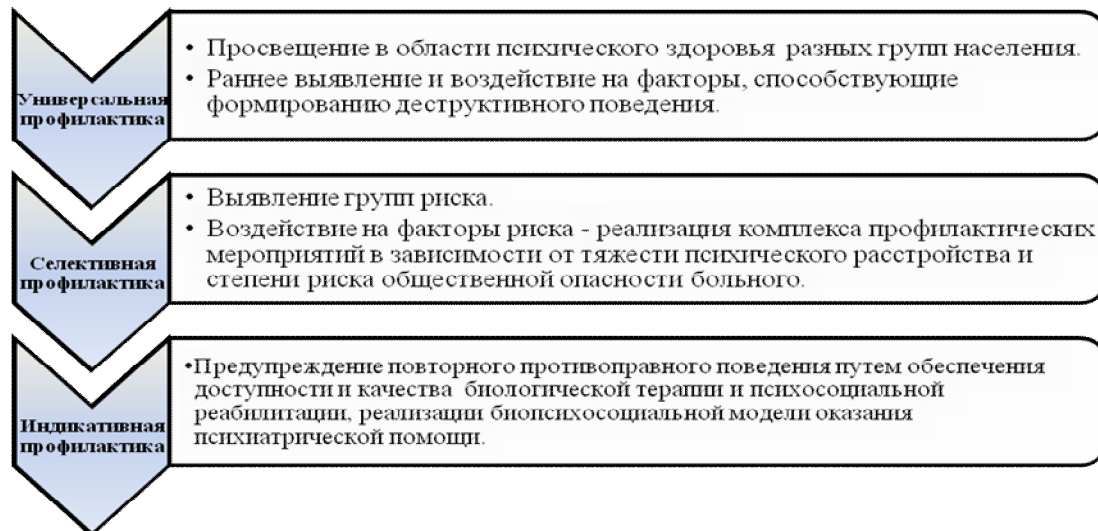 Универсальная
профилактика
• Просвещение в области психического здоровья разных групп населения.
• Раннее выявление и воздействие на факторы, способствующие
формированию деструктивного поведения.
Селективная
профилактика
• Выявление групп риска.
• Воздействие на факторы риска - реализация комплекса профилактических
мероприятий в зависимости от тяжести психического расстройства и
степени риска общественной опасности больного.
Индикативная
профилактика
•Предупреждение повторного противоправного поведения путем обеспечения
доступности и качества биологической терапии и психосоциальной
реабилитации, реализации биопсихосоциальной модели оказания
психиатрической помощи.